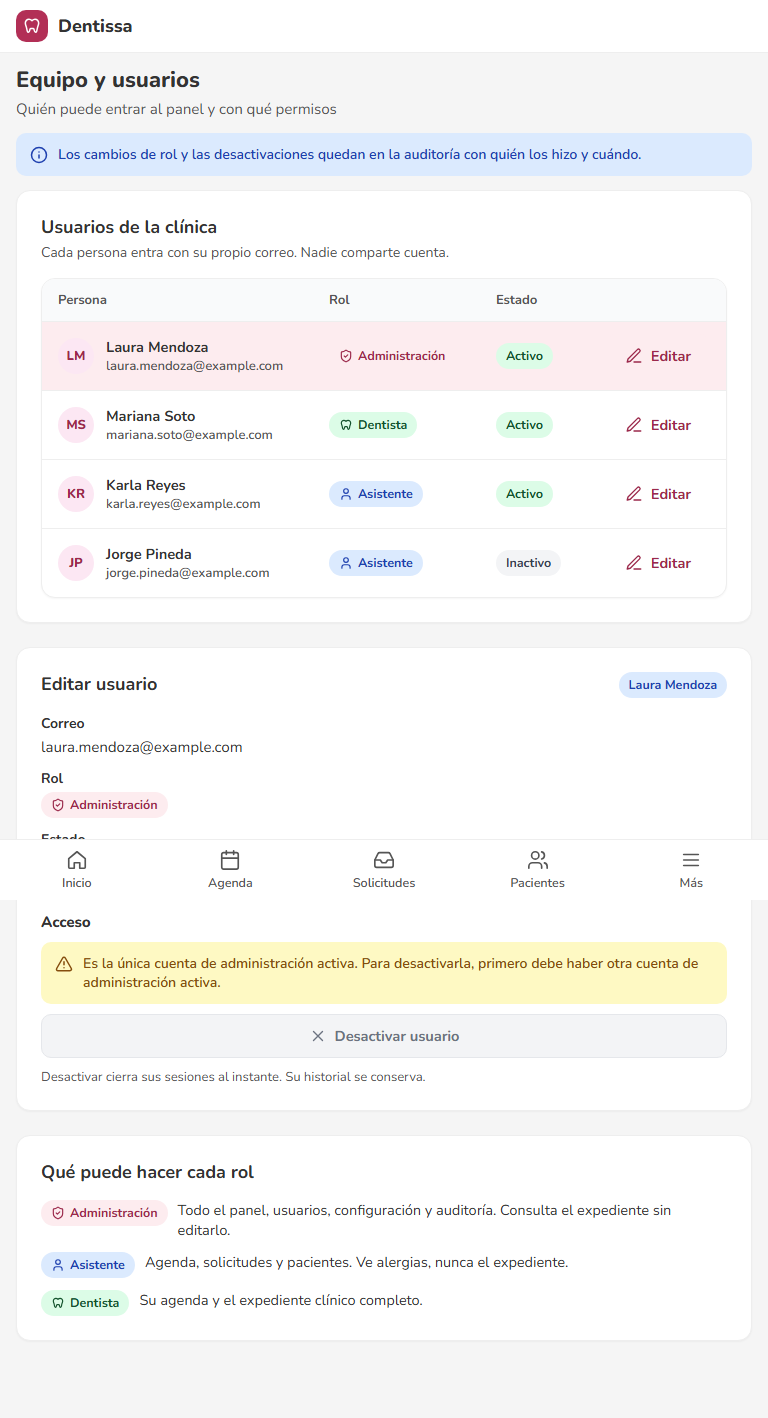 Dentissa
Equipo y usuarios
Quién puede entrar al panel y con qué permisos
Los cambios de rol y las desactivaciones quedan en la auditoría con quién los hizo y cuándo.
Usuarios de la clínica
Cada persona entra con su propio correo. Nadie comparte cuenta.
Persona Rol Estado
LM Laura Mendoza Administración Activo Editar
laura.mendoza@example.com
MS Mariana Soto Dentista Activo Editar
mariana.soto@example.com
KR Karla Reyes Asistente Activo Editar
karla.reyes@example.com
JP Jorge Pineda Asistente Inactivo Editar
jorge.pineda@example.com
Editar usuario Laura Mendoza
Correo
laura.mendoza@example.com
Rol
Administración
Estado
Inicio Agenda Solicitudes Pacientes Más
Acceso
Es la única cuenta de administración activa. Para desactivarla, primero debe haber otra cuenta de
administración activa.
Desactivar usuario
Desactivar cierra sus sesiones al instante. Su historial se conserva.
Qué puede hacer cada rol
Administración Todo el panel, usuarios, configuración y auditoría. Consulta el expediente sin
editarlo.
Asistente Agenda, solicitudes y pacientes. Ve alergias, nunca el expediente.
Dentista Su agenda y el expediente clínico completo.